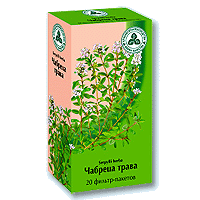 Serpylli herba
Чабреца трава
20 фильтр-пакетов